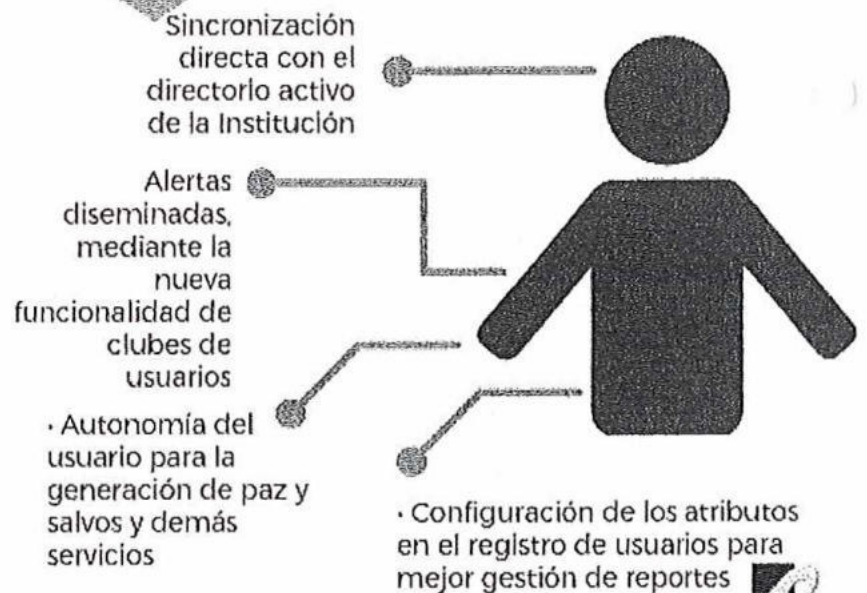 Sincronización
directa con el
directorio activo
de la Institución
Alertas
diseminadas,
mediante la
nueva
funcionalidad de
clubes de
usuarios
· Autonomía del
usuario para la
generación de paz y
salvos y demás
servicios
· Configuración de los atributos
en el registro de usuarios para
mejor gestión de reportes